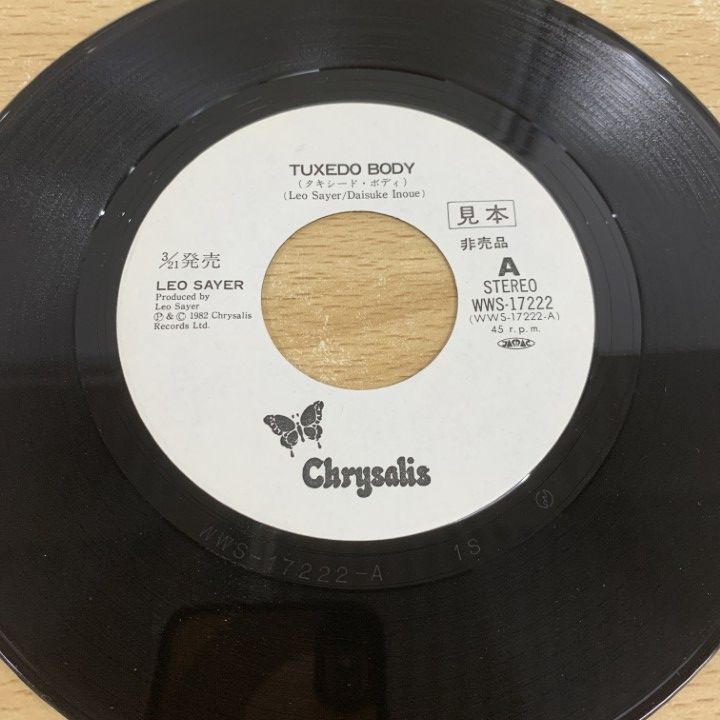 TUXEDO BODY
(タキシード・ボディ)
(Leo Sayer/Daisuke Inoue)
見本
非売品
3/21発売
A
STEREO
WWS-17222
(WWS-17222-A)
45 r.p.m.
JASRAC
LEO SAYER
Produced by
Leo Sayer
Ⓟ & © 1982 Chrysalis
Records Ltd.
Chrysalis
WWS-17222-A 1S